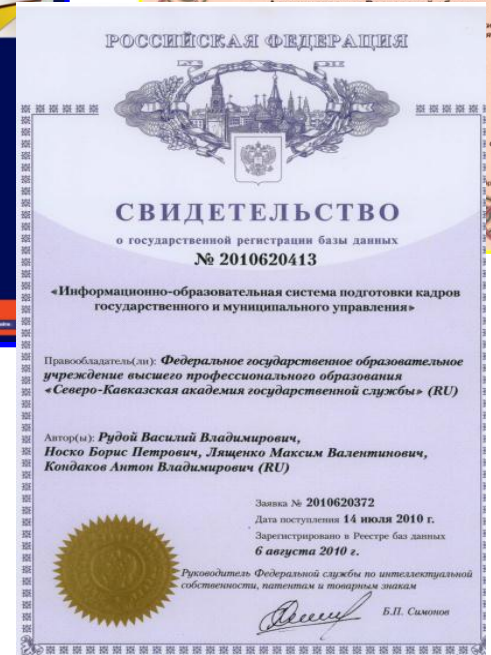 РОССИЙСКАЯ ФЕДЕРАЦИЯ
СВИДЕТЕЛЬСТВО
о государственной регистрации базы данных
№ 2010620413
«Информационно-образовательная система подготовки кадров
государственного и муниципального управления»
Правообладатель(ли): Федеральное государственное образовательное
учреждение высшего профессионального образования
«Северо-Кавказская академия государственной службы» (RU)
Автор(ы): Рудой Василий Владимирович,
Носко Борис Петрович, Лященко Максим Валентинович,
Кондаков Антон Владимирович (RU)
Заявка № 2010620372
Дата поступления 14 июля 2010 г.
Зарегистрировано в Реестре баз данных
6 августа 2010 г.
Руководитель Федеральной службы по интеллектуальной
собственности, патентам и товарным знакам
Б.П. Симонов